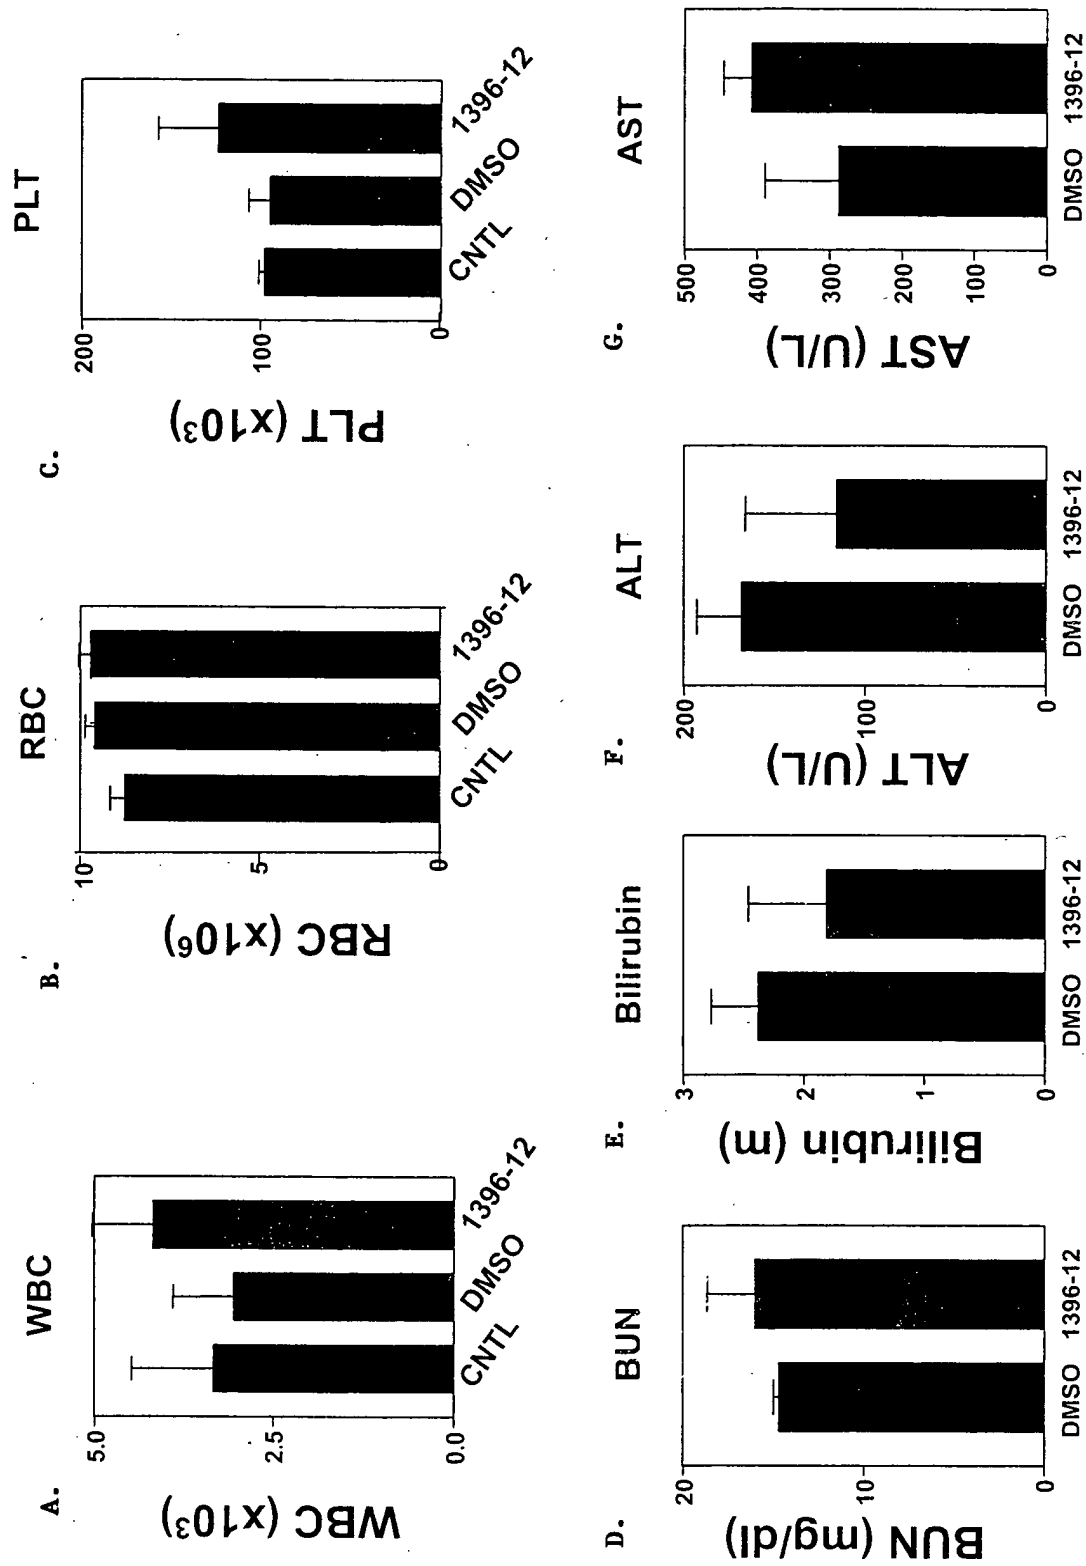 A.
WBC
WBC (x10³)
5.0
2.5
0.0
CNTL
DMSO
1396-12
B.
RBC
RBC (x10⁶)
10
5
0
CNTL
DMSO
1396-12
C.
PLT
PLT (x10³)
200
100
0
CNTL
DMSO
1396-12
D.
BUN
BUN (mg/dl)
20
10
0
DMSO
1396-12
E.
Bilirubin
Bilirubin (m)
3
2
1
0
DMSO
1396-12
F.
ALT
ALT (U/L)
200
100
0
DMSO
1396-12
G.
AST
AST (U/L)
500
400
300
200
100
0
DMSO
1396-12